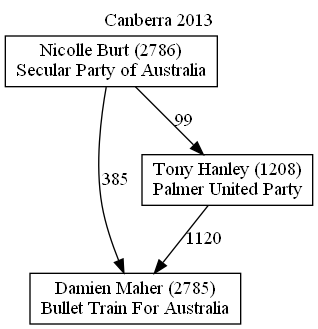 Canberra 2013
Nicolle Burt (2786)
Secular Party of Australia
99
385
Tony Hanley (1208)
Palmer United Party
1120
Damien Maher (2785)
Bullet Train For Australia